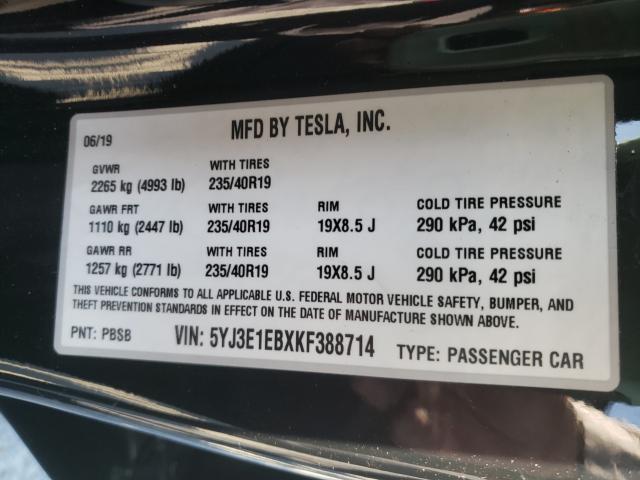 06/19 MFD BY TESLA, INC.
GVWR WITH TIRES
2265 kg (4993 lb) 235/40R19
GAWR FRT WITH TIRES RIM COLD TIRE PRESSURE
1110 kg (2447 lb) 235/40R19 19X8.5 J 290 kPa, 42 psi
GAWR RR WITH TIRES RIM COLD TIRE PRESSURE
1257 kg (2771 lb) 235/40R19 19X8.5 J 290 kPa, 42 psi
THIS VEHICLE CONFORMS TO ALL APPLICABLE U.S. FEDERAL MOTOR VEHICLE SAFETY, BUMPER, AND
THEFT PREVENTION STANDARDS IN EFFECT ON THE DATE OF MANUFACTURE SHOWN ABOVE.
PNT: PBSB VIN: 5YJ3E1EBXKF388714 TYPE: PASSENGER CAR